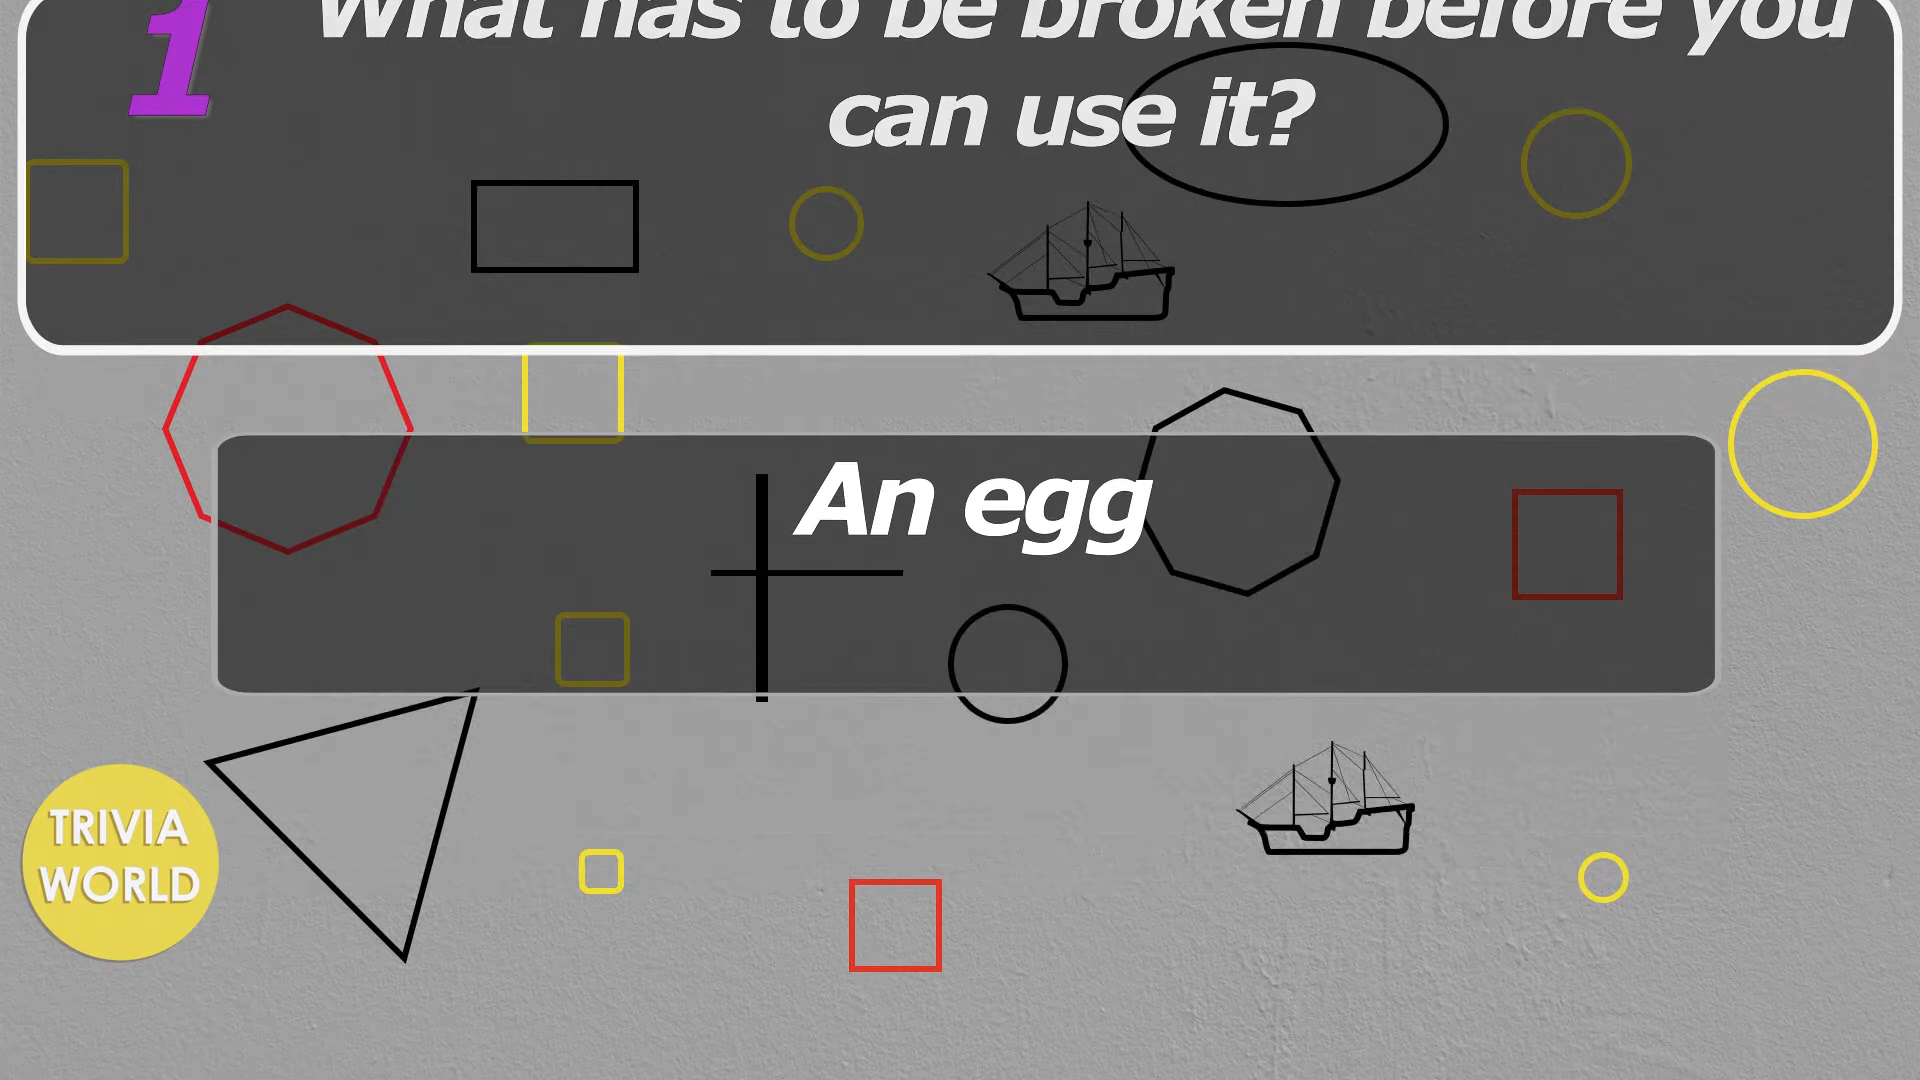 1
What has to be broken before you
can use it?
An egg
TRIVIA
WORLD